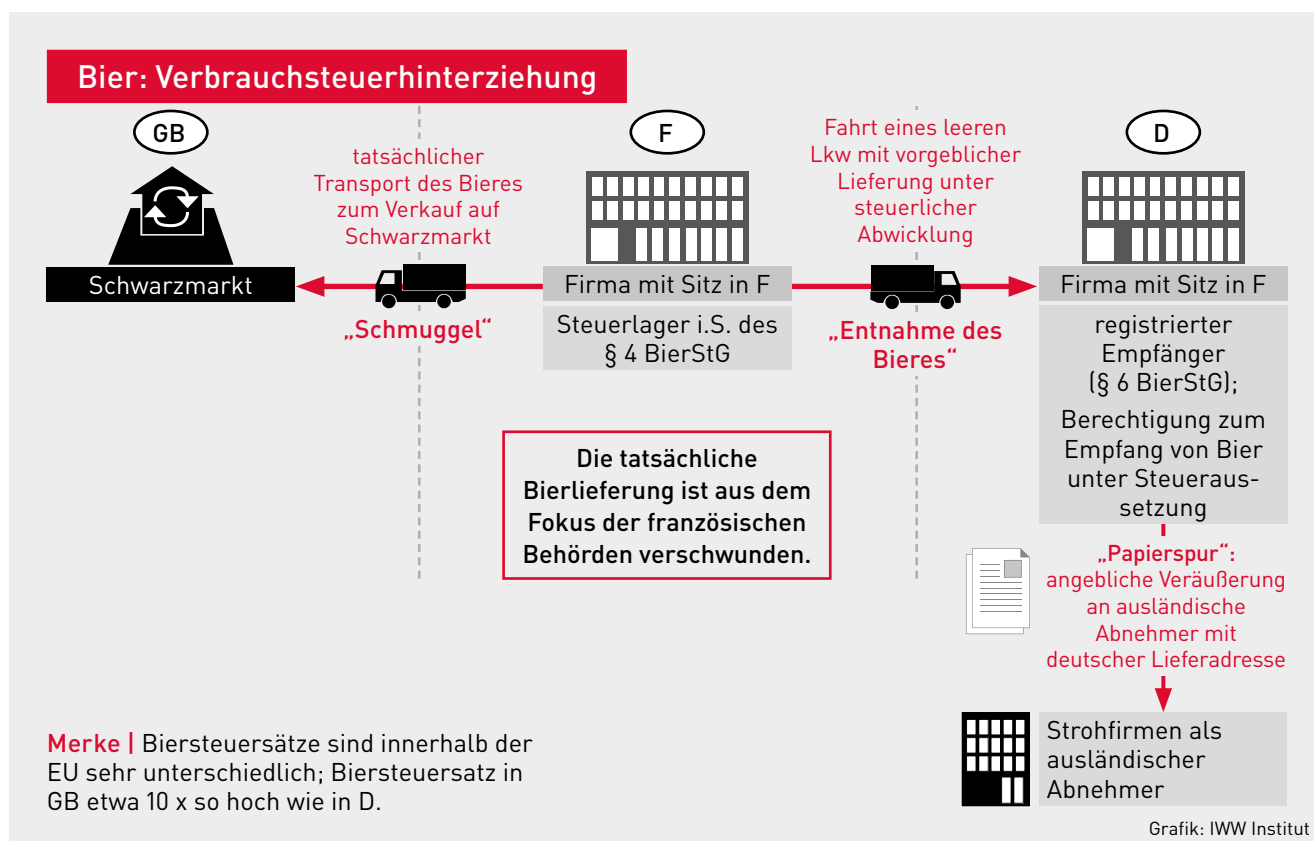 Bier: Verbrauchsteuerhinterziehung
GB
tatsächlicher
Transport des Bieres
zum Verkauf auf
Schwarzmarkt
F
Fahrt eines leeren
Lkw mit vorgeblicher
Lieferung unter
steuerlicher
Abwicklung
D
Schwarzmarkt
„Schmuggel“
Firma mit Sitz in F
Steuerlager i.S. des
§ 4 BierStG
„Entnahme des
Bieres“
Firma mit Sitz in F
registrierter
Empfänger
(§ 6 BierStG);
Berechtigung zum
Empfang von Bier
unter Steueraus-
setzung
Die tatsächliche
Bierlieferung ist aus dem
Fokus der französischen
Behörden verschwunden.
„Papierspur“:
angebliche Veräußerung
an ausländische
Abnehmer mit
deutscher Lieferadresse
Strohfirmen als
ausländischer
Abnehmer
Merke | Biersteuersätze sind innerhalb der
EU sehr unterschiedlich; Biersteuersatz in
GB etwa 10 x so hoch wie in D.
Grafik: IWW Institut